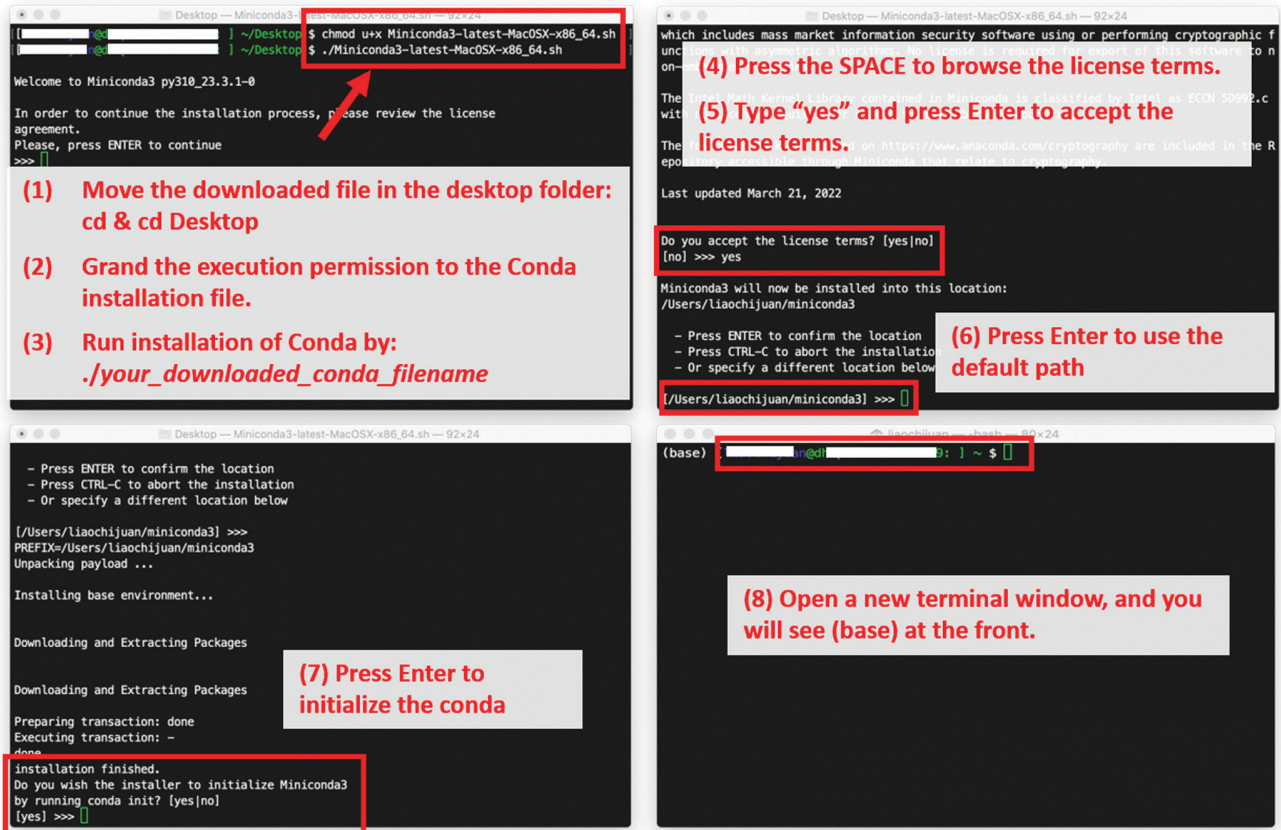 Desktop — Miniconda3-latest-MacOSX-x86_64.sh — 92×24
] ~/Desktop $ chmod u+x Miniconda3-latest-MacOSX-x86_64.sh
] ~/Desktop $ ./Miniconda3-latest-MacOSX-x86_64.sh
Welcome to Miniconda3 py310_23.3.1-0
In order to continue the installation process, please review the license
agreement.
Please, press ENTER to continue
>>>
(1) Move the downloaded file in the desktop folder:
cd & cd Desktop
(2) Grand the execution permission to the Conda
installation file.
(3) Run installation of Conda by:
./your_downloaded_conda_filename
Desktop — Miniconda3-latest-MacOSX-x86_64.sh — 92×24
which includes mass market information security software using or performing cryptographic f
unctions with asymmetric algorithms. No license is required for export of this software to n
on-
(4) Press the SPACE to browse the license terms.
The Intel Math Kernel Library contained in Miniconda is classified by Intel as ECCN 5D992.c
with
(5) Type “yes” and press Enter to accept the
license terms.
The on https://www.anaconda.com/cryptography are included in the R
epository accessible through Miniconda that relate to cryptography.
Last updated March 21, 2022
Do you accept the license terms? [yes|no]
[no] >>> yes
Miniconda3 will now be installed into this location:
/Users/liaochijuan/miniconda3
- Press ENTER to confirm the location
- Press CTRL-C to abort the installation
- Or specify a different location below
[/Users/liaochijuan/miniconda3] >>>
(6) Press Enter to use the
default path
Desktop — Miniconda3-latest-MacOSX-x86_64.sh — 92×24
- Press ENTER to confirm the location
- Press CTRL-C to abort the installation
- Or specify a different location below
[/Users/liaochijuan/miniconda3] >>>
PREFIX=/Users/liaochijuan/miniconda3
Unpacking payload ...
Installing base environment...
Downloading and Extracting Packages
Downloading and Extracting Packages
Preparing transaction: done
Executing transaction: -
done
installation finished.
Do you wish the installer to initialize Miniconda3
by running conda init? [yes|no]
[yes] >>>
(7) Press Enter to
initialize the conda
liaochijuan — -bash — 80×24
(base) [ an@dh 9: ] ~ $
(8) Open a new terminal window, and you
will see (base) at the front.